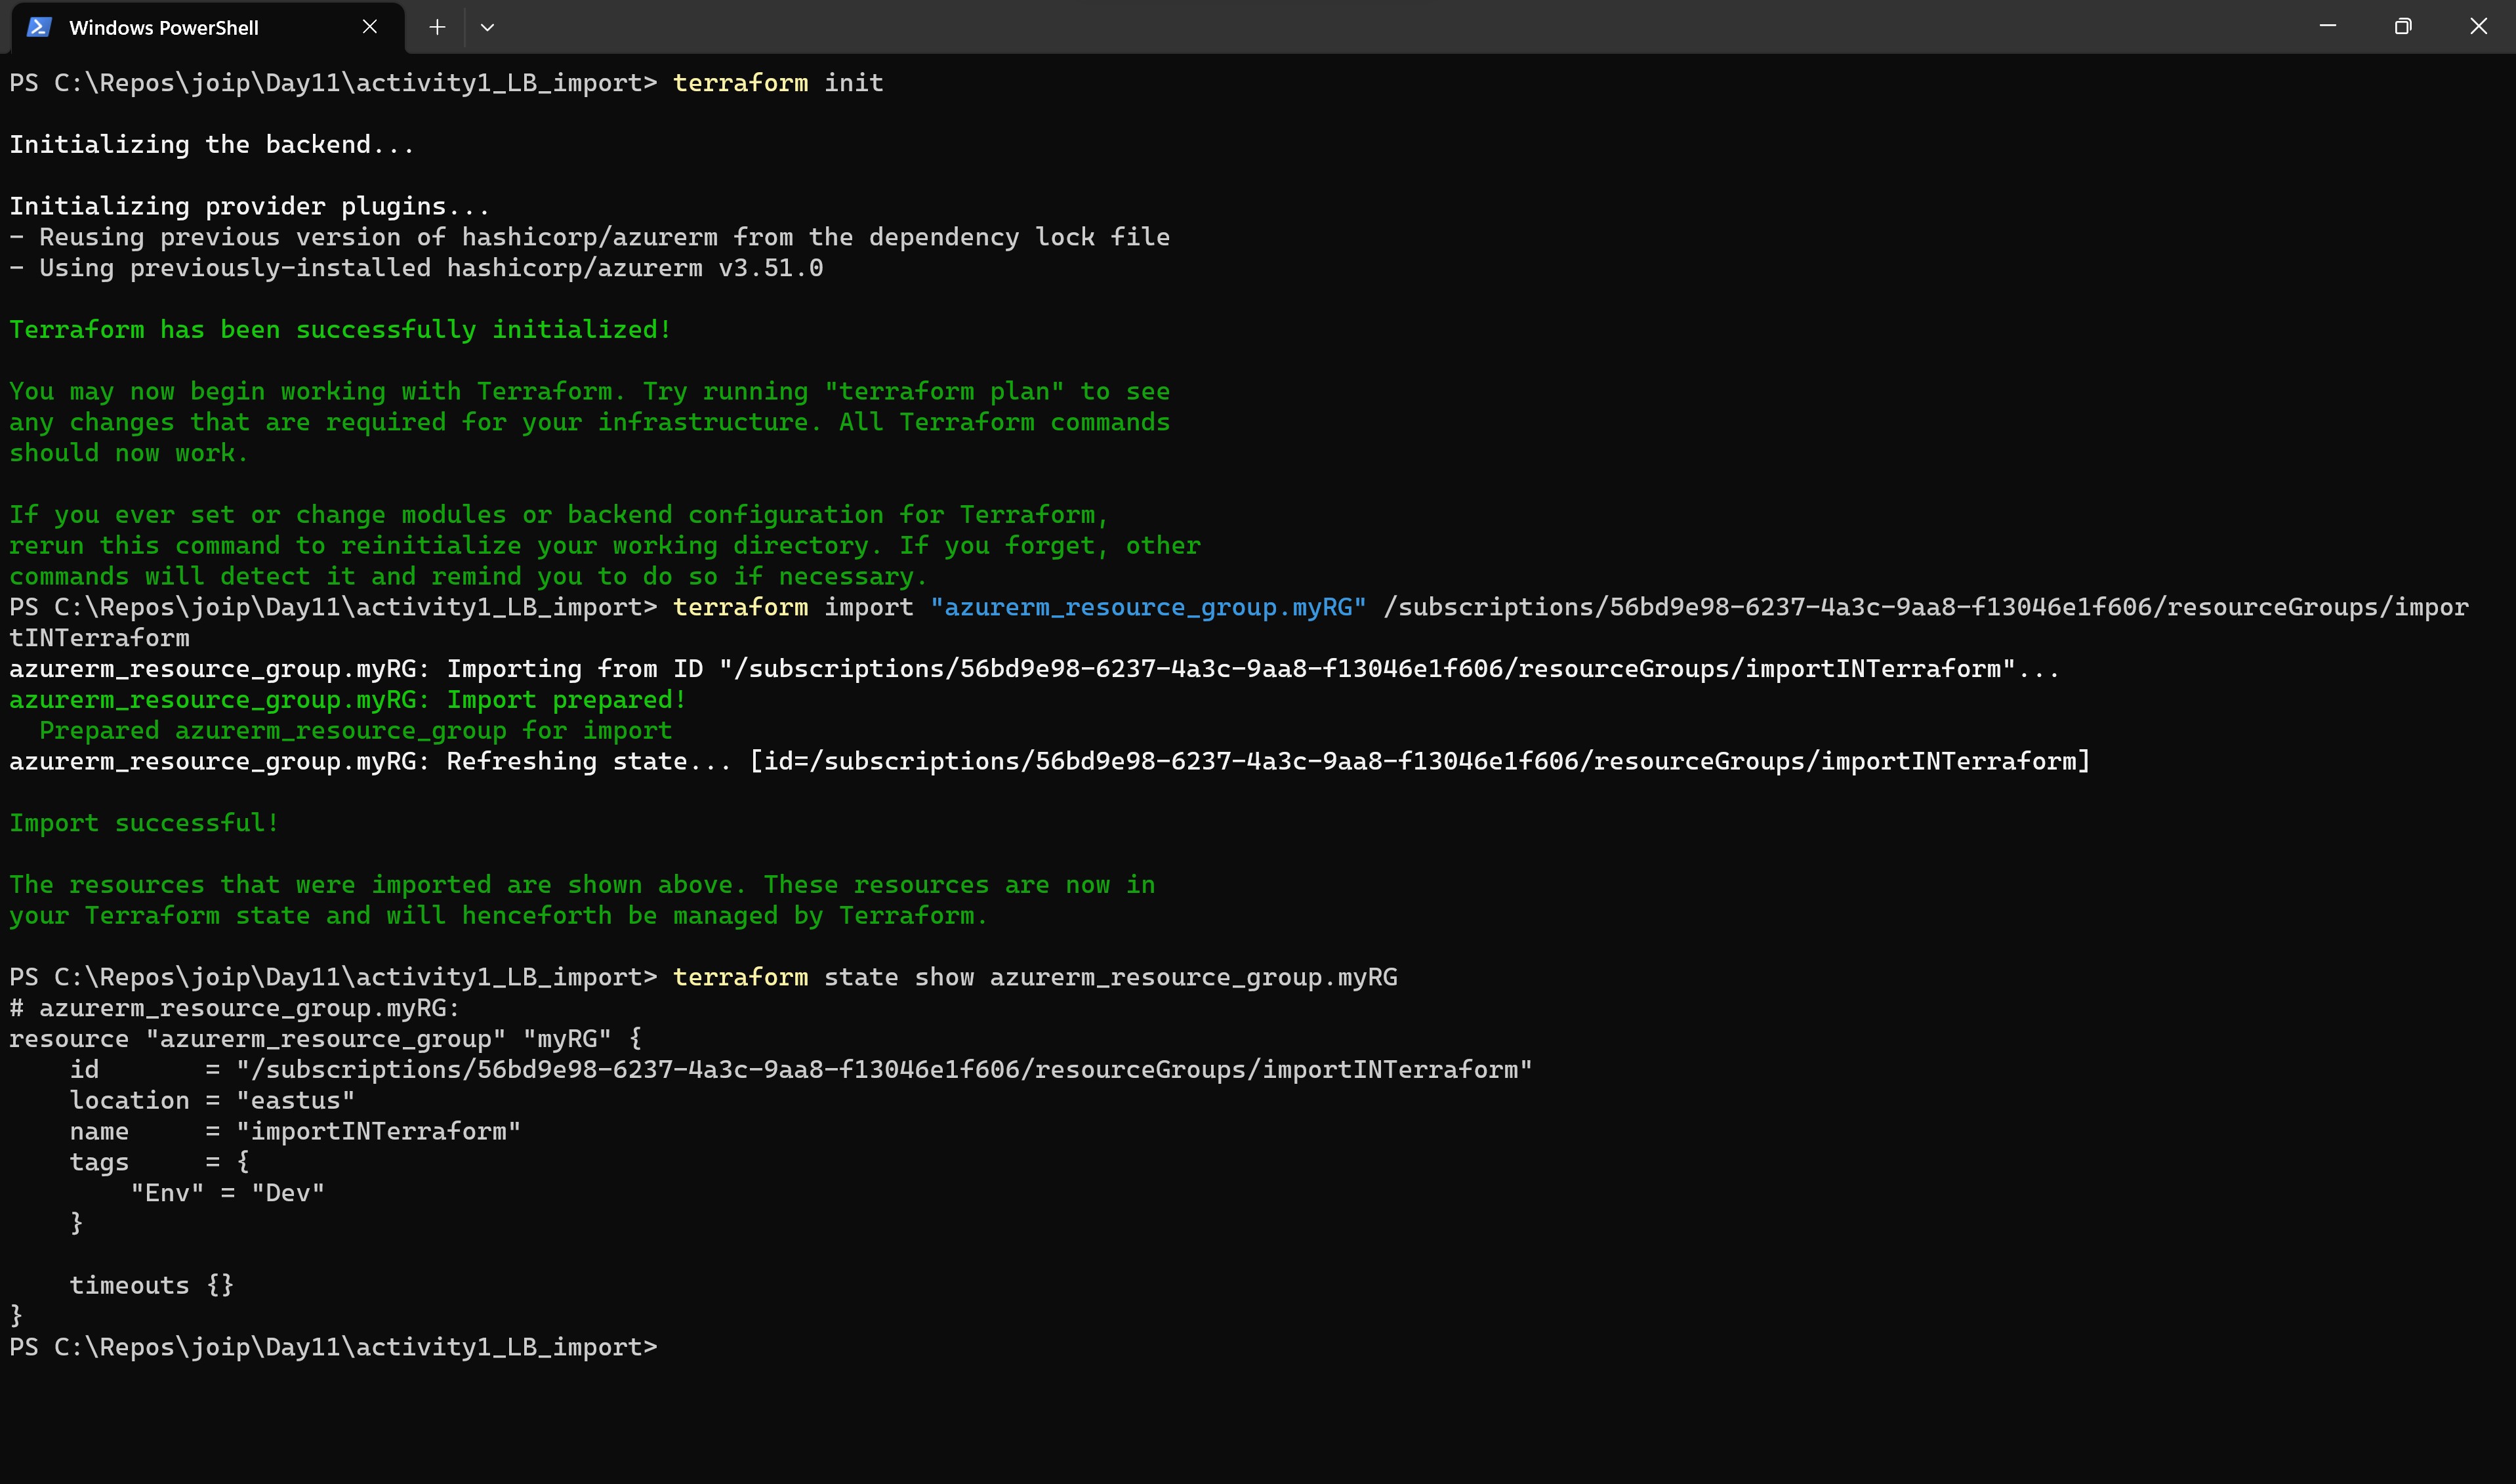 Windows PowerShell
PS C:\Repos\joip\Day11\activity1_LB_import> terraform init
Initializing the backend...
Initializing provider plugins...
- Reusing previous version of hashicorp/azurerm from the dependency lock file
- Using previously-installed hashicorp/azurerm v3.51.0
Terraform has been successfully initialized!
You may now begin working with Terraform. Try running "terraform plan" to see
any changes that are required for your infrastructure. All Terraform commands
should now work.
If you ever set or change modules or backend configuration for Terraform,
rerun this command to reinitialize your working directory. If you forget, other
commands will detect it and remind you to do so if necessary.
PS C:\Repos\joip\Day11\activity1_LB_import> terraform import "azurerm_resource_group.myRG" /subscriptions/56bd9e98-6237-4a3c-9aa8-f13046e1f606/resourceGroups/impor
tINTerraform
azurerm_resource_group.myRG: Importing from ID "/subscriptions/56bd9e98-6237-4a3c-9aa8-f13046e1f606/resourceGroups/importINTerraform"...
azurerm_resource_group.myRG: Import prepared!
  Prepared azurerm_resource_group for import
azurerm_resource_group.myRG: Refreshing state... [id=/subscriptions/56bd9e98-6237-4a3c-9aa8-f13046e1f606/resourceGroups/importINTerraform]
Import successful!
The resources that were imported are shown above. These resources are now in
your Terraform state and will henceforth be managed by Terraform.
PS C:\Repos\joip\Day11\activity1_LB_import> terraform state show azurerm_resource_group.myRG
# azurerm_resource_group.myRG:
resource "azurerm_resource_group" "myRG" {
    id       = "/subscriptions/56bd9e98-6237-4a3c-9aa8-f13046e1f606/resourceGroups/importINTerraform"
    location = "eastus"
    name     = "importINTerraform"
    tags     = {
        "Env" = "Dev"
    }
    timeouts {}
}
PS C:\Repos\joip\Day11\activity1_LB_import>